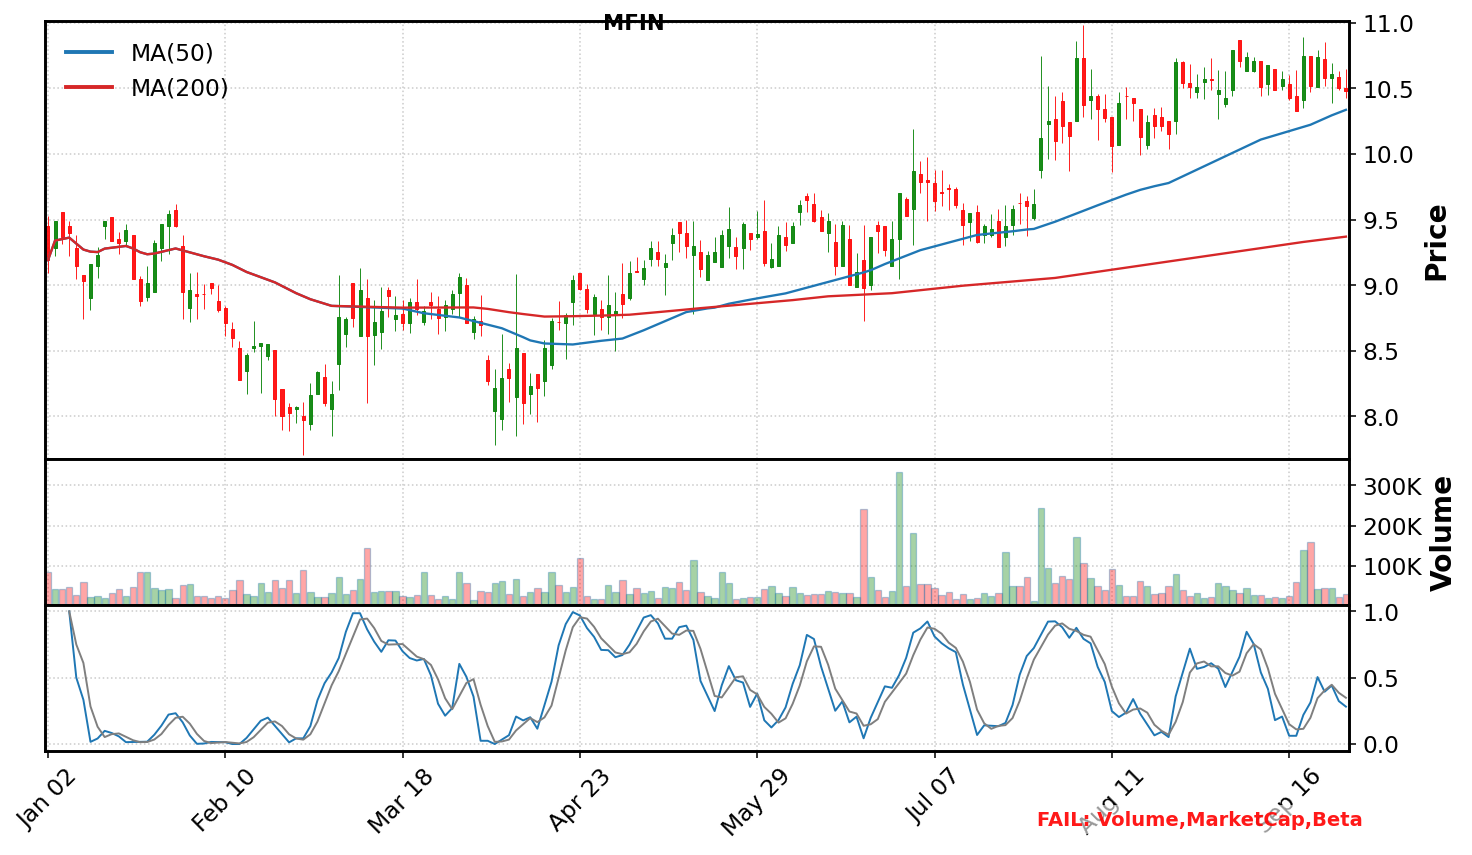 MFIN
MA(50)
MA(200)
11.0
10.5
10.0
9.5
9.0
8.5
8.0
Price
300K
200K
100K
Volume
1.0
0.5
0.0
Jan 02
Feb 10
Mar 18
Apr 23
May 29
Jul 07
Aug 11
Sep 16
FAIL: Volume,MarketCap,Beta